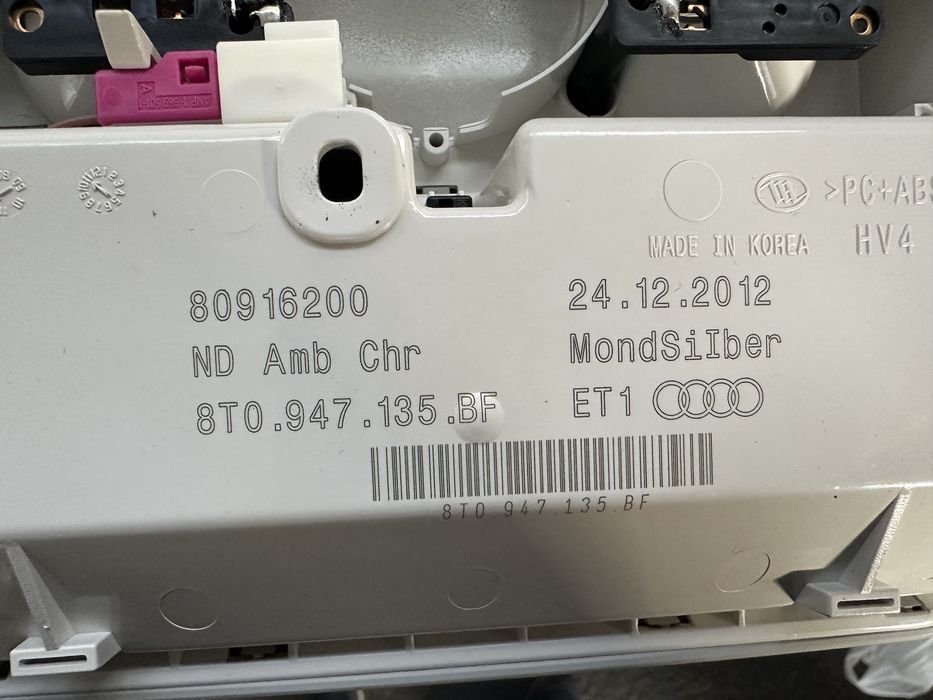 >PC+ABS
MADE IN KOREA
HV4
80916200
24.12.2012
ND Amb Chr
MondSilber
8T0.947.135.BF
ET1
8T0.947.135.BF